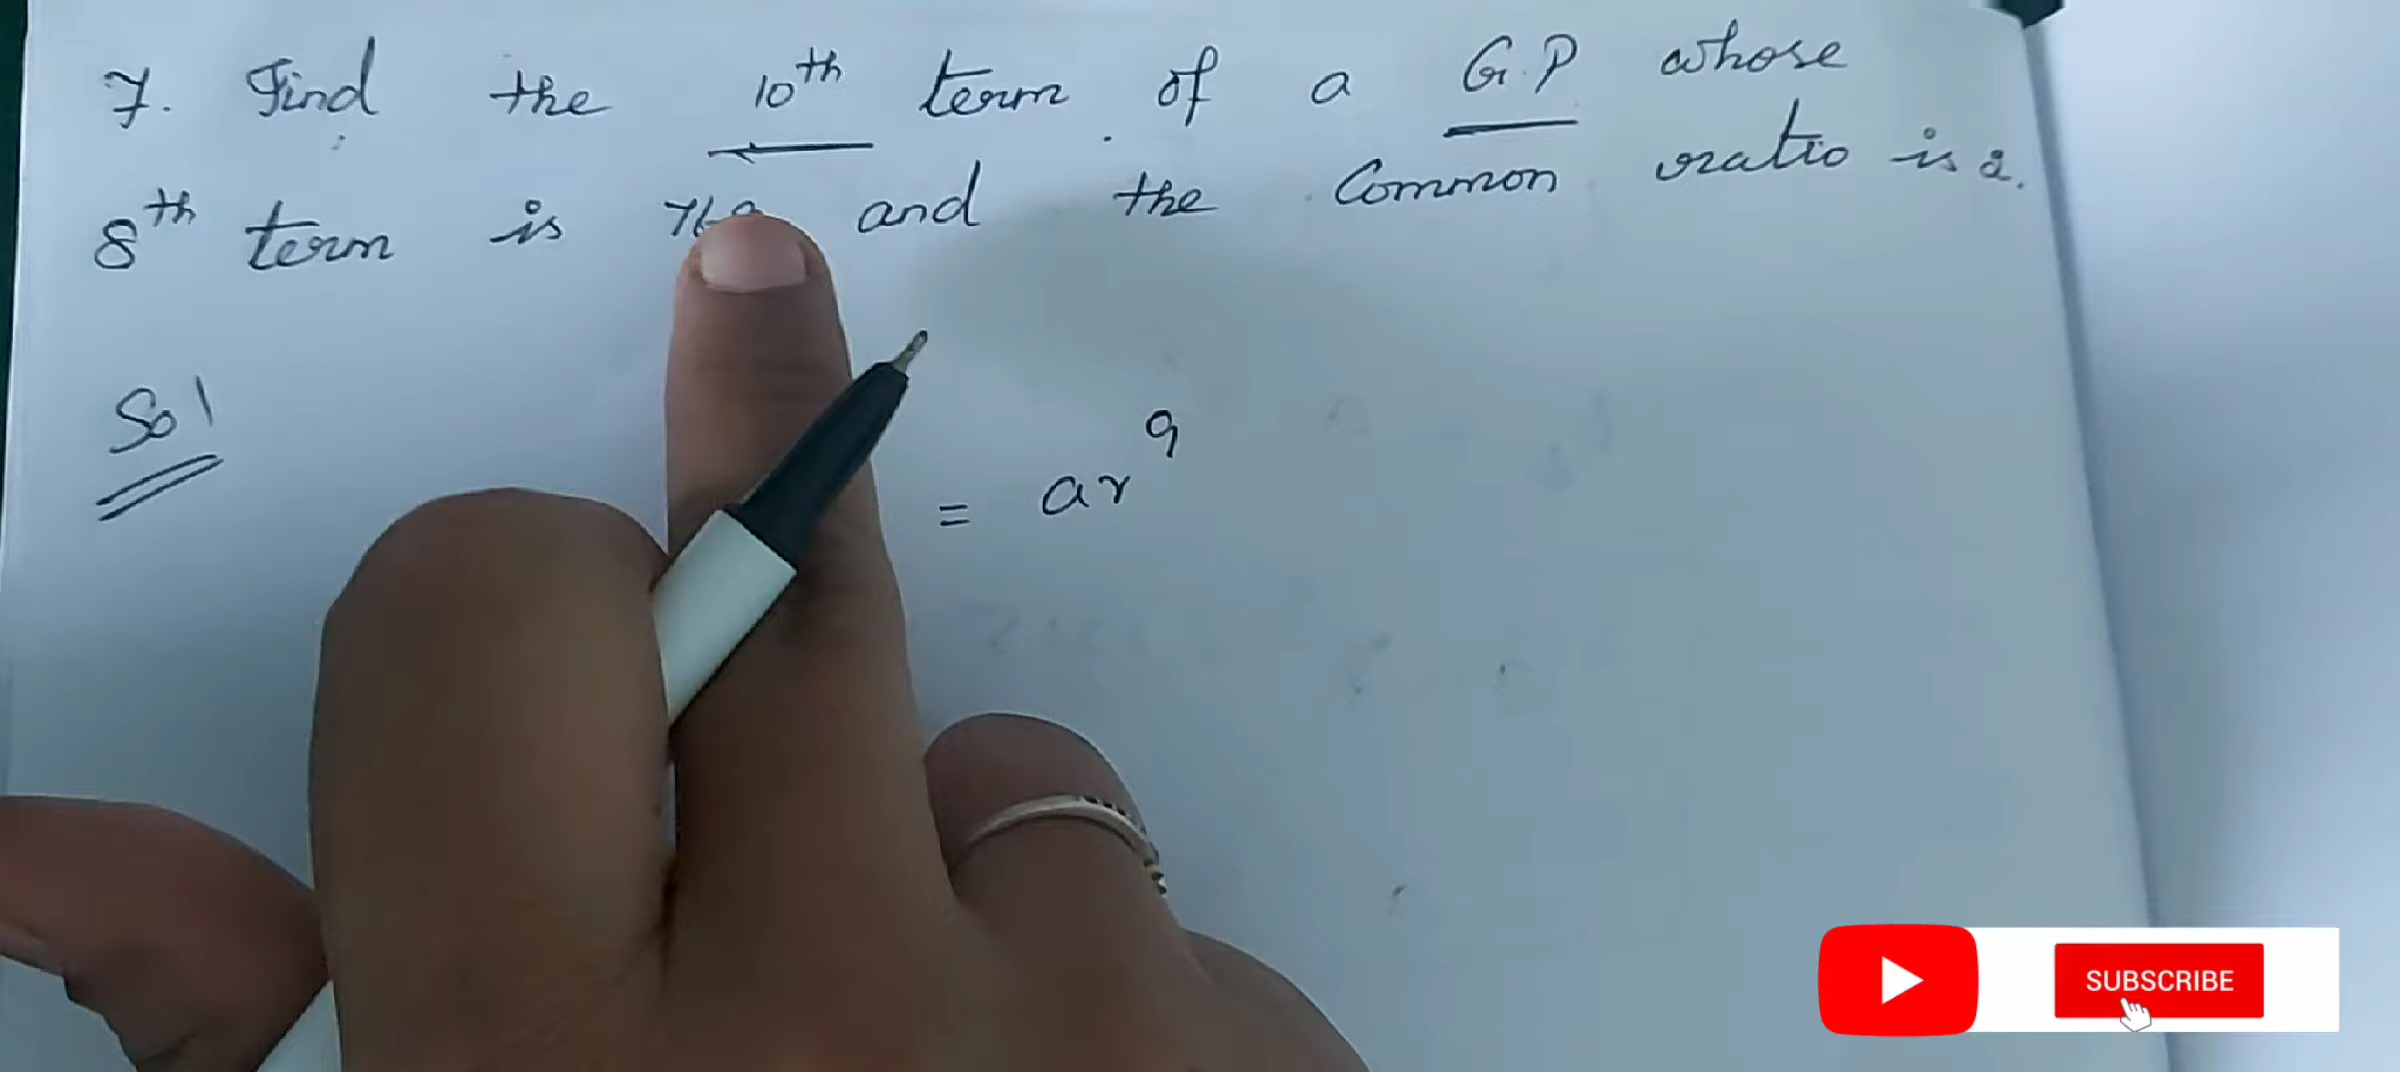 7. Find the 10th term of a G.P whose
8th term is and the Common ratio is 2.
Sol
= ar⁹
SUBSCRIBE